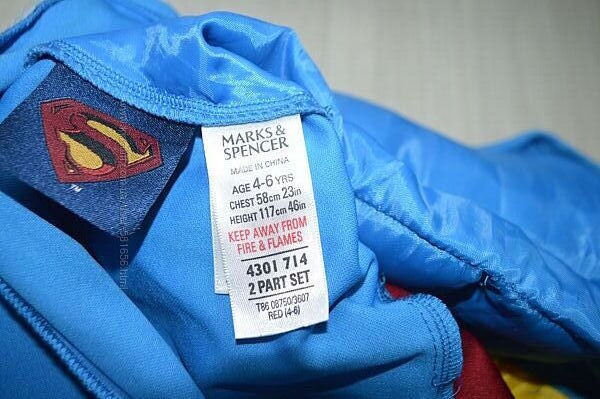 MARKS &
SPENCER
MADE IN CHINA
AGE 4-6 YRS
CHEST 58cm 23in
HEIGHT 117cm 46in
KEEP AWAY FROM
FIRE & FLAMES
4301 714
2 PART SET
T86 08750/3607
RED (4-6)
S
TM